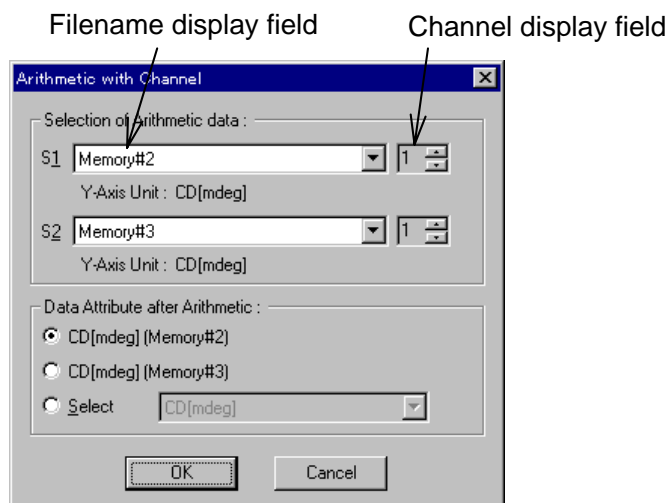 Filename display field Channel display field
Arithmetic with Channel
Selection of Arithmetic data :
S1 Memory#2 1
Y-Axis Unit : CD[mdeg]
S2 Memory#3 1
Y-Axis Unit : CD[mdeg]
Data Attribute after Arithmetic :
CD[mdeg] (Memory#2)
CD[mdeg] (Memory#3)
Select CD[mdeg]
OK Cancel